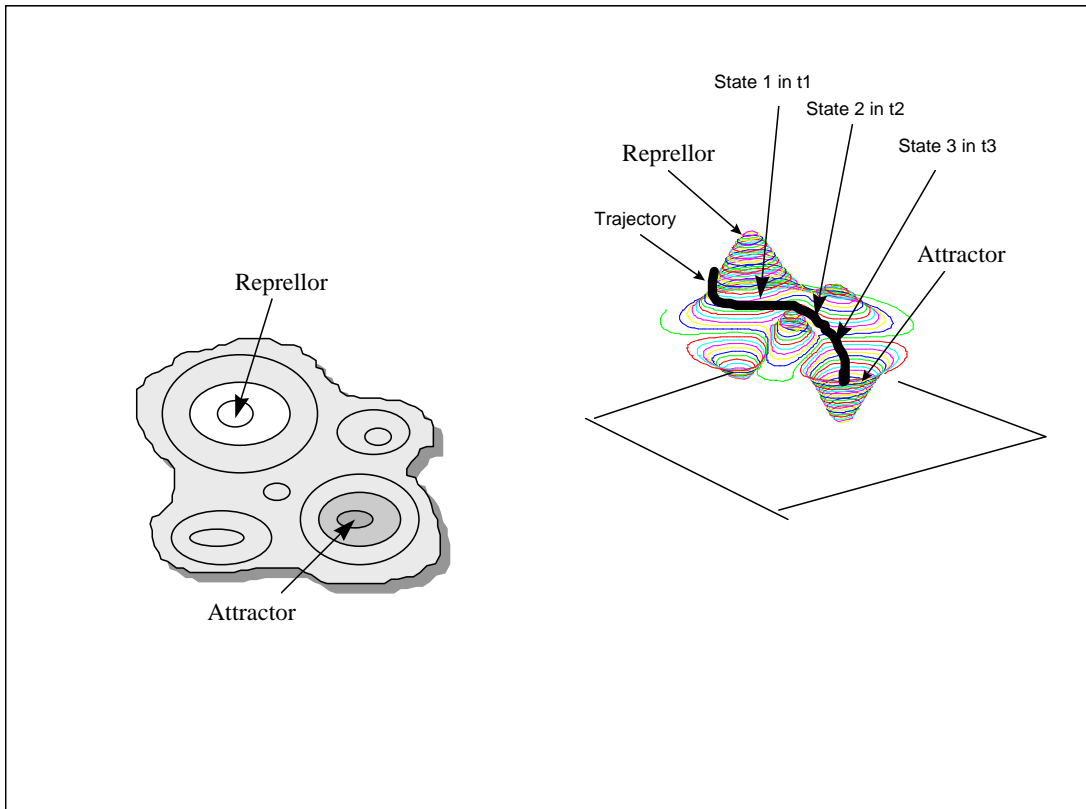 State 1 in t1
State 2 in t2
State 3 in t3
Reprellor
Trajectory
Attractor
Reprellor
Attractor